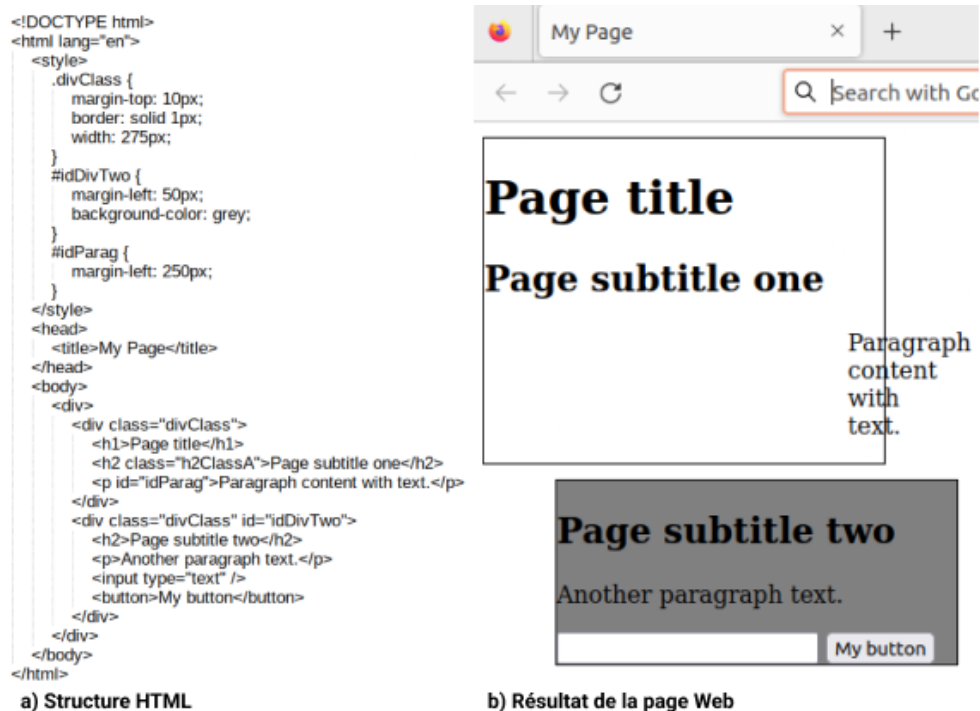 <!DOCTYPE html>
<html lang="en">
<style>
.divClass {
margin-top: 10px;
border: solid 1px;
width: 275px;
}
#idDivTwo {
margin-left: 50px;
background-color: grey;
}
#idParag {
margin-left: 250px;
}
</style>
<head>
<title>My Page</title>
</head>
<body>
<div>
<div class="divClass">
<h1>Page title</h1>
<h2 class="h2ClassA">Page subtitle one</h2>
<p id="idParag">Paragraph content with text.</p>
</div>
<div class="divClass" id="idDivTwo">
<h2>Page subtitle two</h2>
<p>Another paragraph text.</p>
<input type="text" />
<button>My button</button>
</div>
</div>
</body>
</html>
a) Structure HTML
My Page
Search with Go
Page title
Page subtitle one
Paragraph
content
with
text.
Page subtitle two
Another paragraph text.
My button
b) Résultat de la page Web